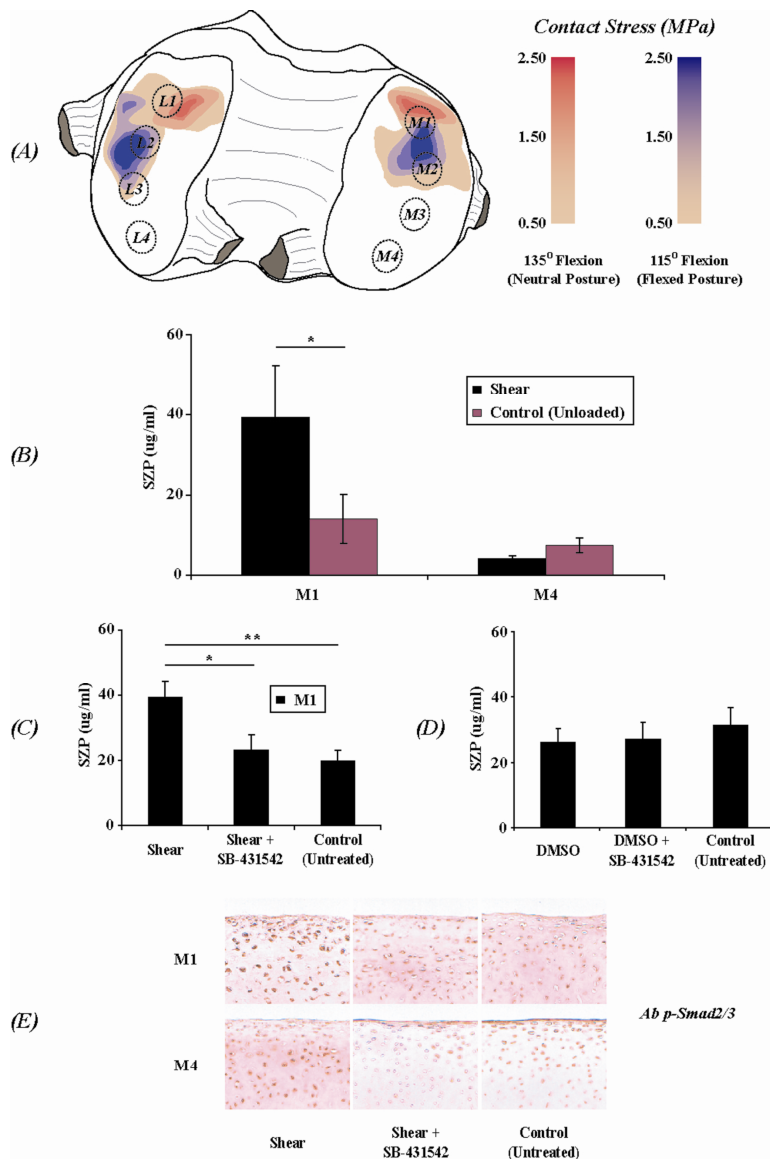 (A)
L1
L2
L3
L4
M1
M2
M3
M4
Contact Stress (MPa)
2.50
1.50
0.50
2.50
1.50
0.50
135⁰ Flexion
(Neutral Posture)
115⁰ Flexion
(Flexed Posture)
(B)
SZP (ug/ml)
60
40
20
0
*
Shear
Control (Unloaded)
M1
M4
(C)
SZP (ug/ml)
60
40
20
0
**
*
M1
Shear
Shear +
SB-431542
Control
(Untreated)
(D)
SZP (ug/ml)
60
40
20
0
DMSO
DMSO +
SB-431542
Control
(Untreated)
(E)
M1
M4
Ab p-Smad2/3
Shear
Shear +
SB-431542
Control
(Untreated)